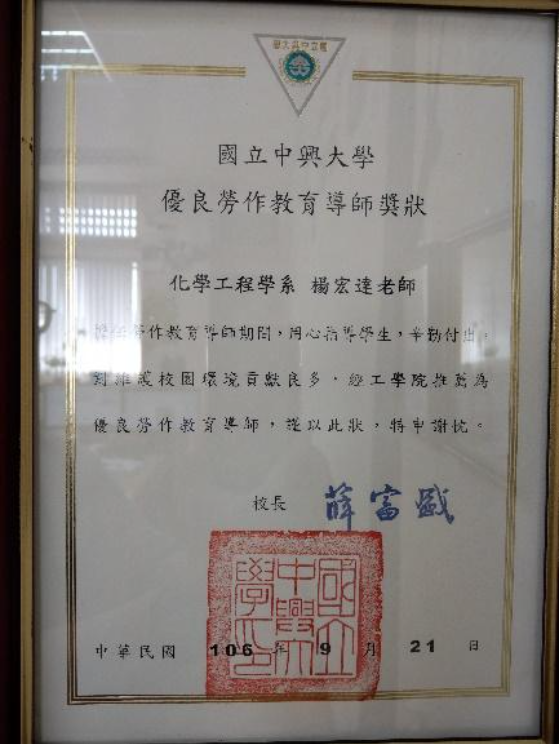 國立中興大學
國立中興大學
優良勞作教育導師獎狀
化學工程學系 楊宏達老師
擔任勞作教育導師期間，用心指導學生，辛勤付出，
對維護校園環境貢獻良多，經工學院推薦為
優良勞作教育導師，謹以此狀，特申謝忱。
校長 薛富盛
國立中興大學印
中華民國 106 年 9 月 21 日